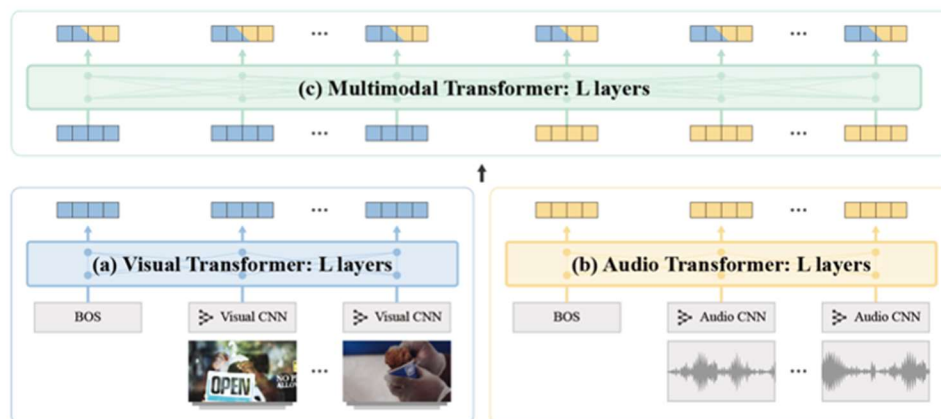 (c) Multimodal Transformer: L layers
(a) Visual Transformer: L layers
(b) Audio Transformer: L layers
BOS
Visual CNN
Visual CNN
BOS
Audio CNN
Audio CNN
OPEN